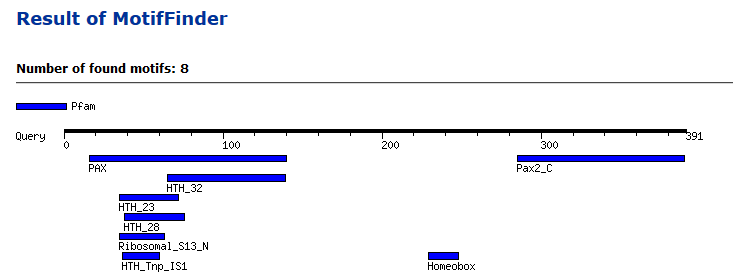 Result of MotifFinder
Number of found motifs: 8
Pfam
Query 391
0 100 200 300
PAX Pax2_C
HTH_32
HTH_23
HTH_28
Ribosomal_S13_N
HTH_Tnp_IS1 Homeobox